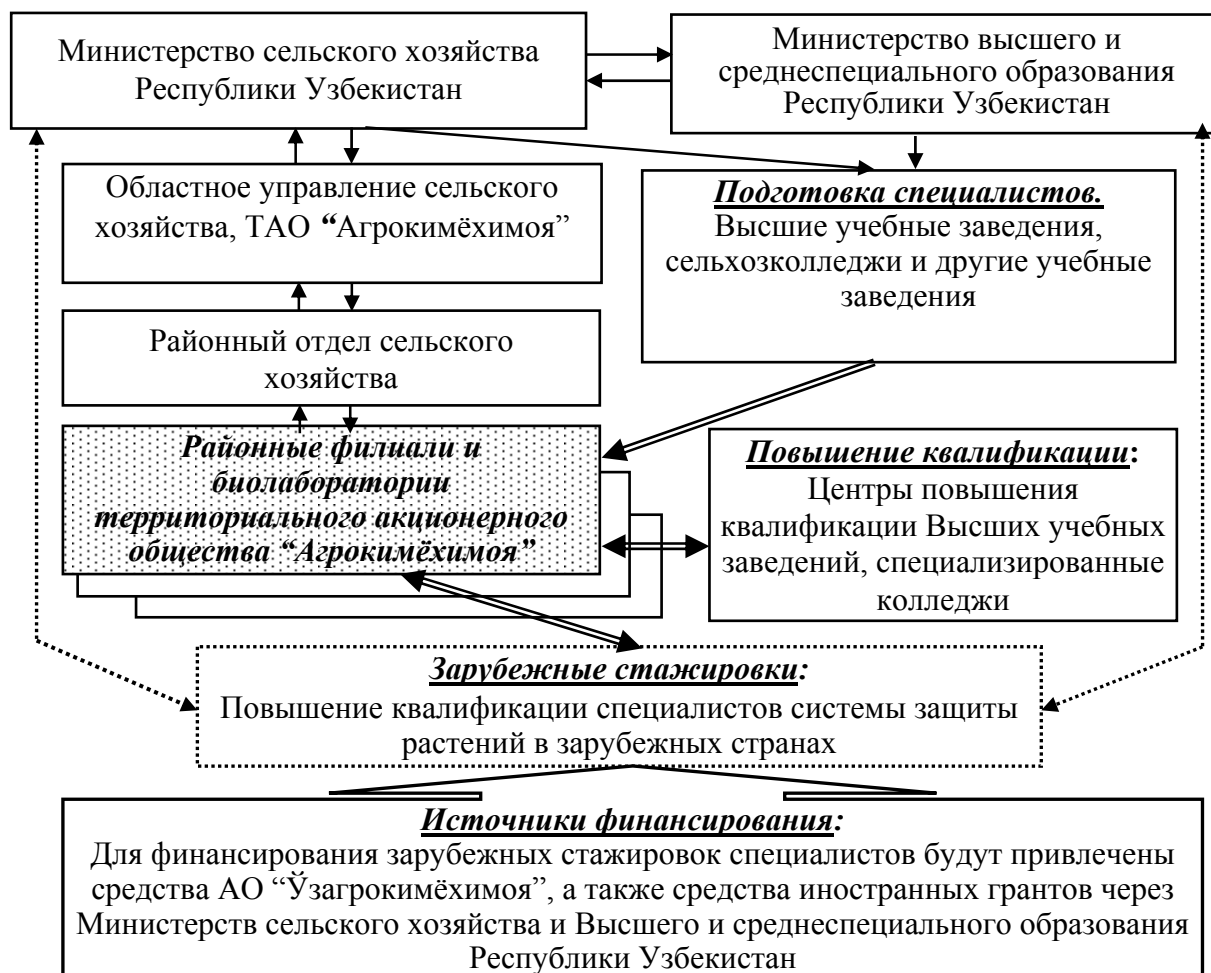 Министерство сельского хозяйства
Республики Узбекистан
Министерство высшего и
среднеспециального образования
Республики Узбекистан
Областное управление сельского
хозяйства, ТАО “Агрокимёхимоя”
Подготовка специалистов.
Высшие учебные заведения,
сельхозколледжи и другие учебные
заведения
Районный отдел сельского
хозяйства
Районные филиали и
биолаборатории
территориального акционерного
общества “Агрокимёхимоя”
Повышение квалификации:
Центры повышения
квалификации Высших учебных
заведений, специализированные
колледжи
Зарубежные стажировки:
Повышение квалификации специалистов системы защиты
растений в зарубежных странах
Источники финансирования:
Для финансирования зарубежных стажировок специалистов будут привлечены
средства АО “Ўзагрокимёхимоя”, а также средства иностранных грантов через
Министерств сельского хозяйства и Высшего и среднеспециального образования
Республики Узбекистан